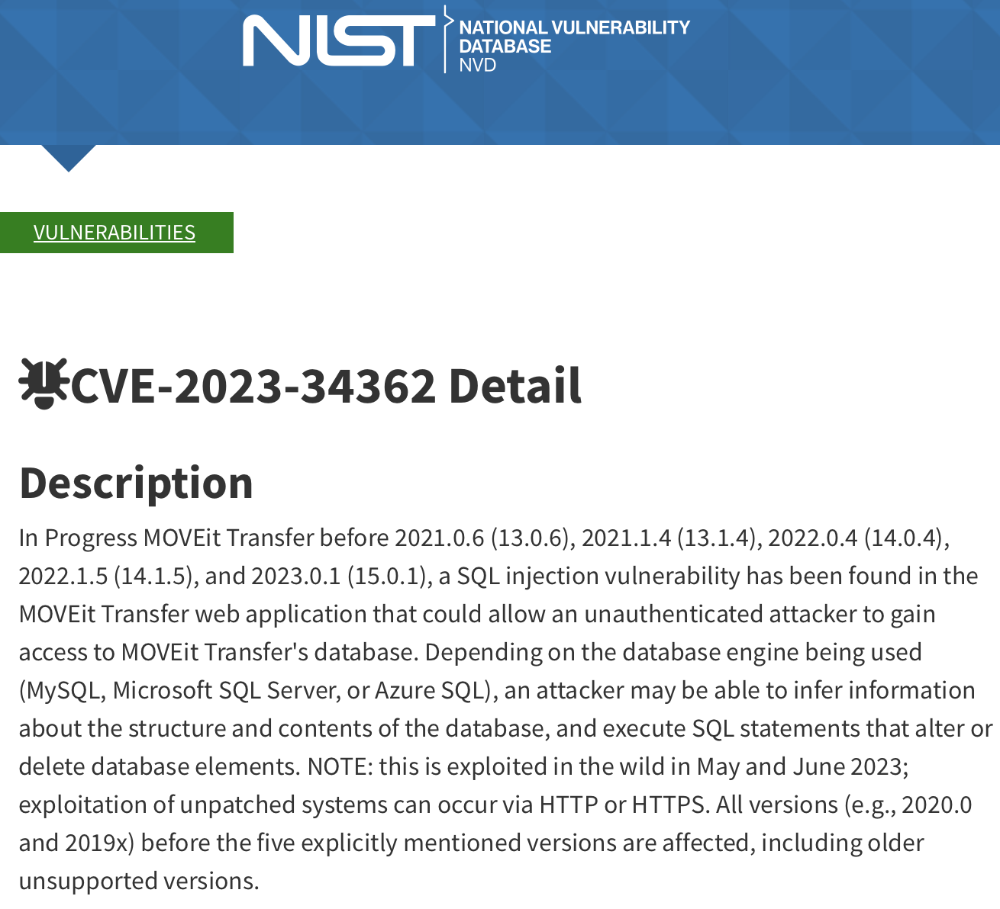 NIST
NATIONAL VULNERABILITY
DATABASE
NVD
VULNERABILITIES
CVE-2023-34362 Detail
Description
In Progress MOVEit Transfer before 2021.0.6 (13.0.6), 2021.1.4 (13.1.4), 2022.0.4 (14.0.4),
2022.1.5 (14.1.5), and 2023.0.1 (15.0.1), a SQL injection vulnerability has been found in the
MOVEit Transfer web application that could allow an unauthenticated attacker to gain
access to MOVEit Transfer's database. Depending on the database engine being used
(MySQL, Microsoft SQL Server, or Azure SQL), an attacker may be able to infer information
about the structure and contents of the database, and execute SQL statements that alter or
delete database elements. NOTE: this is exploited in the wild in May and June 2023;
exploitation of unpatched systems can occur via HTTP or HTTPS. All versions (e.g., 2020.0
and 2019x) before the five explicitly mentioned versions are affected, including older
unsupported versions.